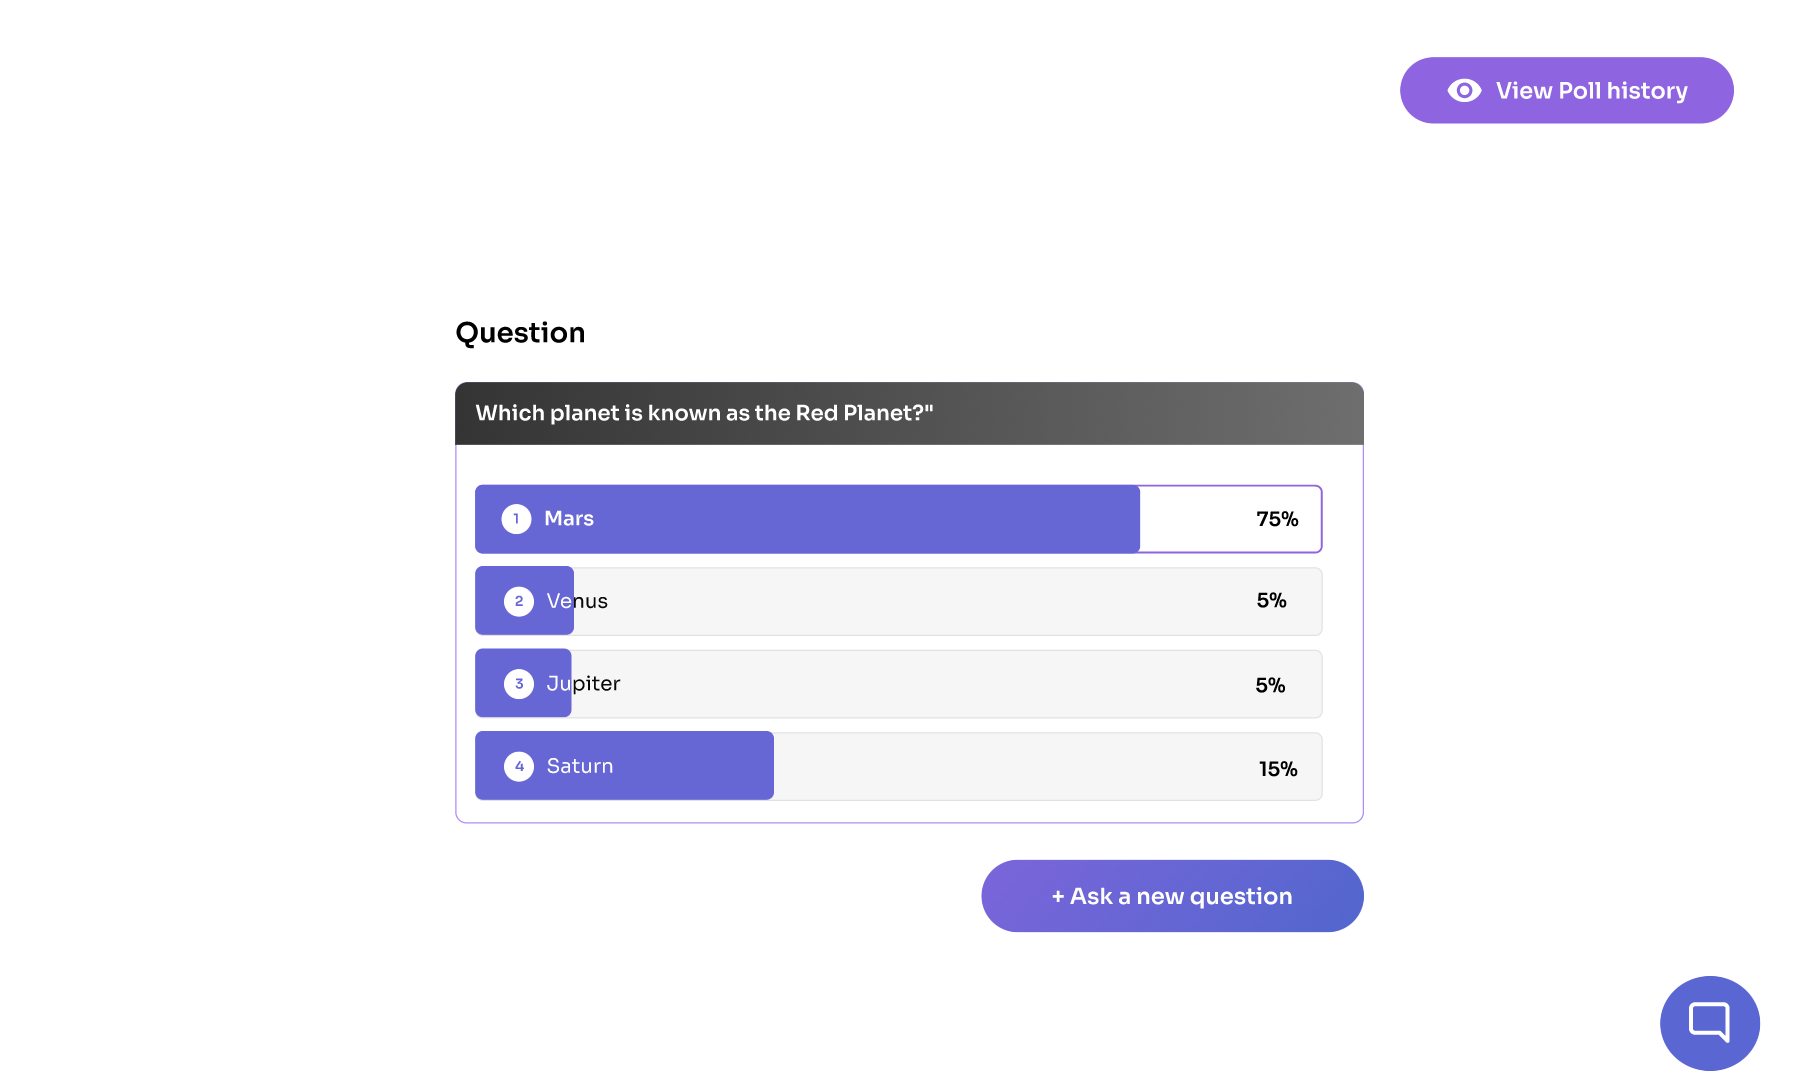 View Poll history
Question
Which planet is known as the Red Planet?"
1 Mars 75%
2 Venus 5%
3 Jupiter 5%
4 Saturn 15%
+ Ask a new question